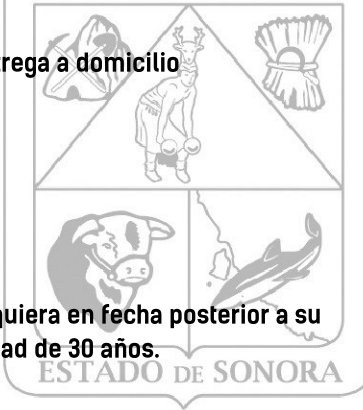 rega a domicilio
quiera en fecha posterior a su
ad de 30 años.
ESTADO DE SONORA